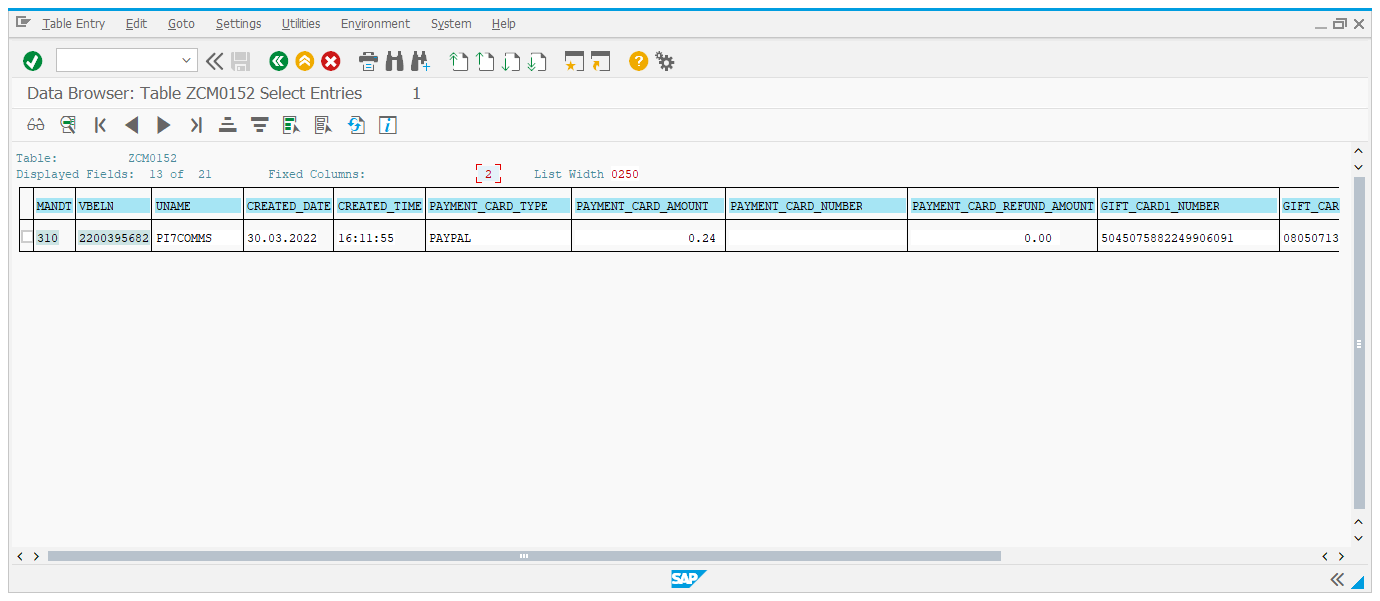 Table Entry Edit Goto Settings Utilities Environment System Help
Data Browser: Table ZCM0152 Select Entries 1
Table: ZCM0152
Displayed Fields: 13 of 21 Fixed Columns: 2 List Width 0250
MANDT VBELN UNAME CREATED_DATE CREATED_TIME PAYMENT_CARD_TYPE PAYMENT_CARD_AMOUNT PAYMENT_CARD_NUMBER PAYMENT_CARD_REFUND_AMOUNT GIFT_CARD1_NUMBER GIFT_CAR
310 2200395682 PI7COMMS 30.03.2022 16:11:55 PAYPAL 0.24 0.00 5045075882249906091 08050713
SAP